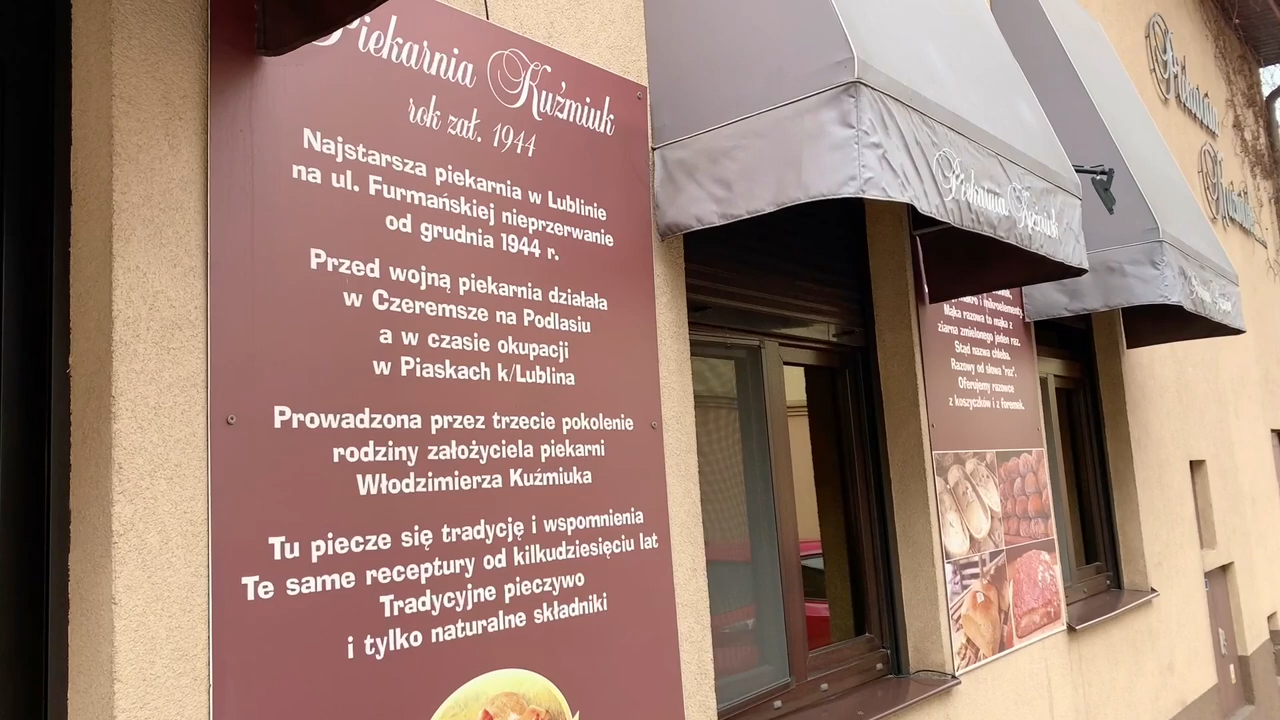 Piekarnia Kuźmiuk
rok zał. 1944
Najstarsza piekarnia w Lublinie
na ul. Furmańskiej nieprzerwanie
od grudnia 1944 r.
Przed wojną piekarnia działała
w Czeremsze na Podlasiu
a w czasie okupacji
w Piaskach k/Lublina
Prowadzona przez trzecie pokolenie
rodziny założyciela piekarni
Włodzimierza Kuźmiuka
Tu piecze się tradycję i wspomnienia
Te same receptury od kilkudziesięciu lat
Tradycyjne pieczywo
i tylko naturalne składniki
Piekarnia Kuźmiuk
i mikroelementy
Mąka razowa to mąka z
ziarna zmielonego jeden raz.
Stąd nazwa chleba.
Razowy od słowa "raz".
Oferujemy razowce
z koszyczków i z foremek.
Piekarnia
Kuźmiuk